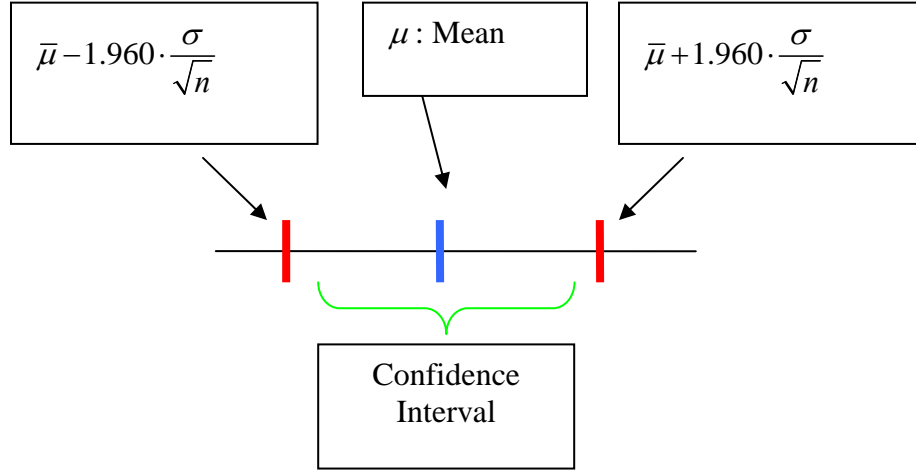 μ̄ − 1.960 · σ/√n
μ : Mean
μ̄ + 1.960 · σ/√n
Confidence
Interval